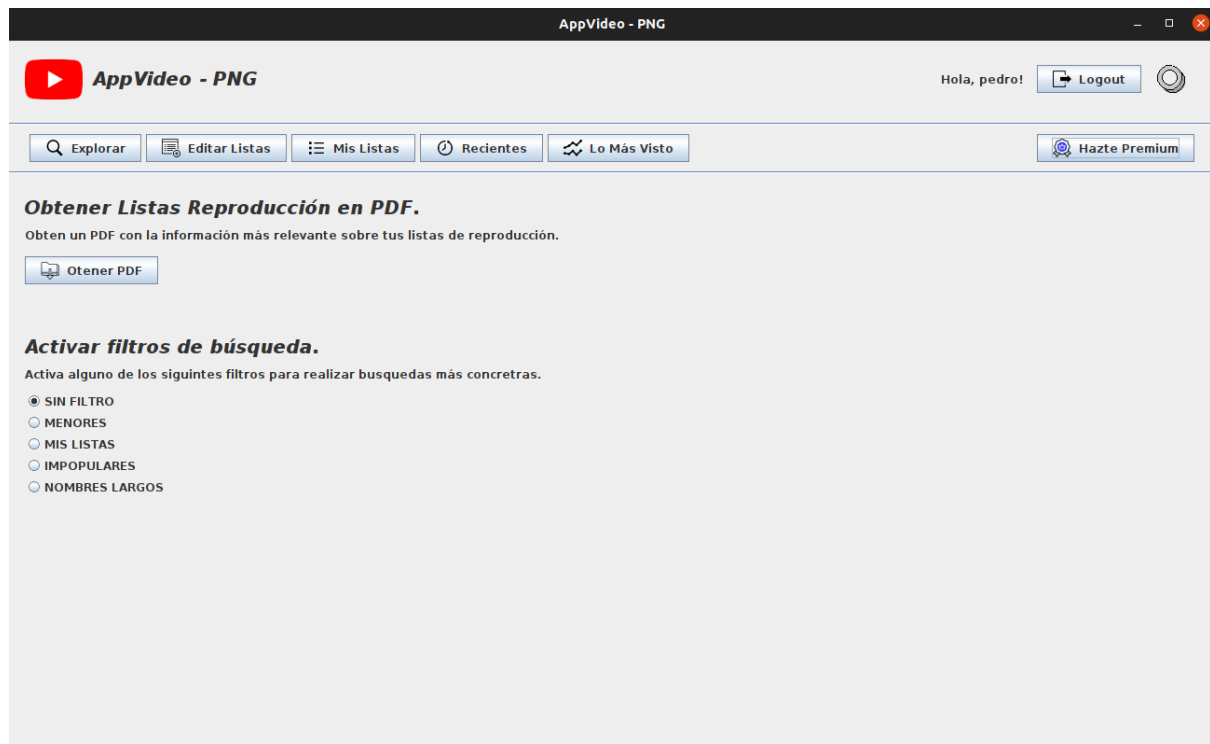 AppVideo - PNG
AppVideo - PNG
Hola, pedro!
Logout
Explorar
Editar Listas
Mis Listas
Recientes
Lo Más Visto
Hazte Premium
Obtener Listas Reproducción en PDF.
Obten un PDF con la información más relevante sobre tus listas de reproducción.
Otener PDF
Activar filtros de búsqueda.
Activa alguno de los siguintes filtros para realizar busquedas más concretras.
SIN FILTRO
MENORES
MIS LISTAS
IMPOPULARES
NOMBRES LARGOS